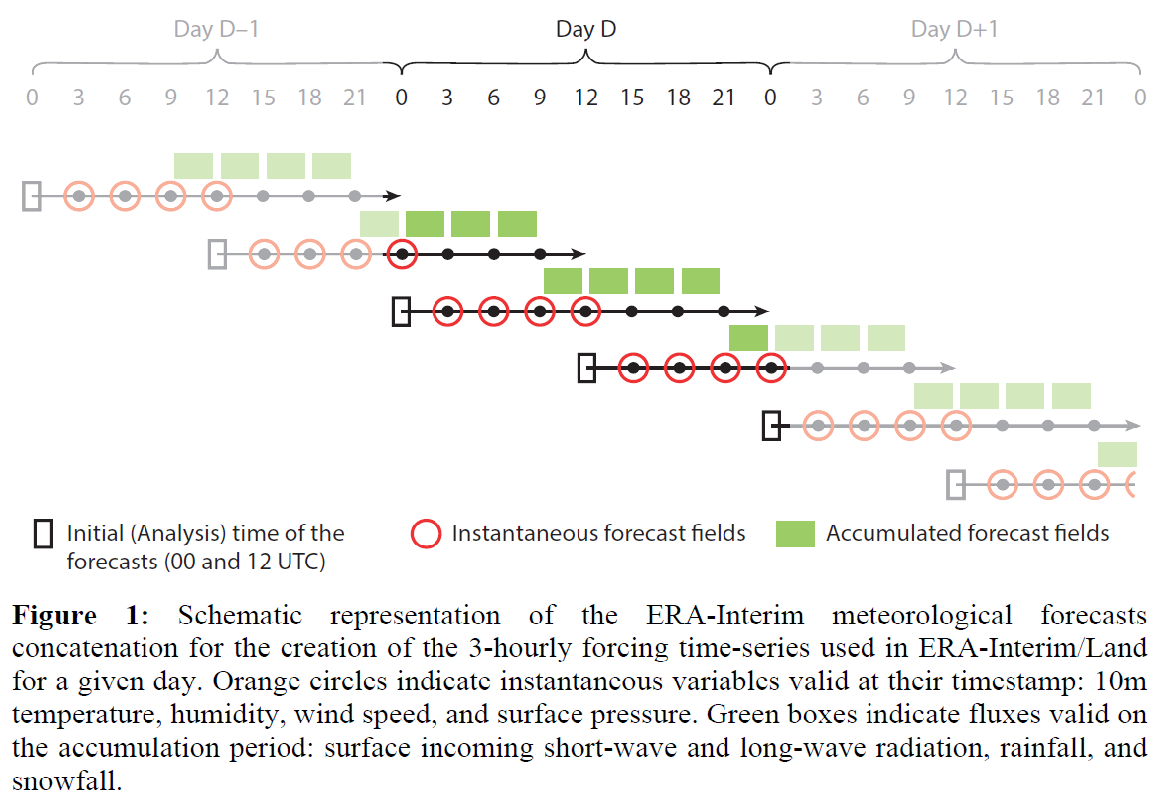 Day D–1 Day D Day D+1
0 3 6 9 12 15 18 21 0 3 6 9 12 15 18 21 0 3 6 9 12 15 18 21 0
Initial (Analysis) time of the
forecasts (00 and 12 UTC)
Instantaneous forecast fields
Accumulated forecast fields
Figure 1: Schematic representation of the ERA-Interim meteorological forecasts
concatenation for the creation of the 3-hourly forcing time-series used in ERA-Interim/Land
for a given day. Orange circles indicate instantaneous variables valid at their timestamp: 10m
temperature, humidity, wind speed, and surface pressure. Green boxes indicate fluxes valid on
the accumulation period: surface incoming short-wave and long-wave radiation, rainfall, and
snowfall.